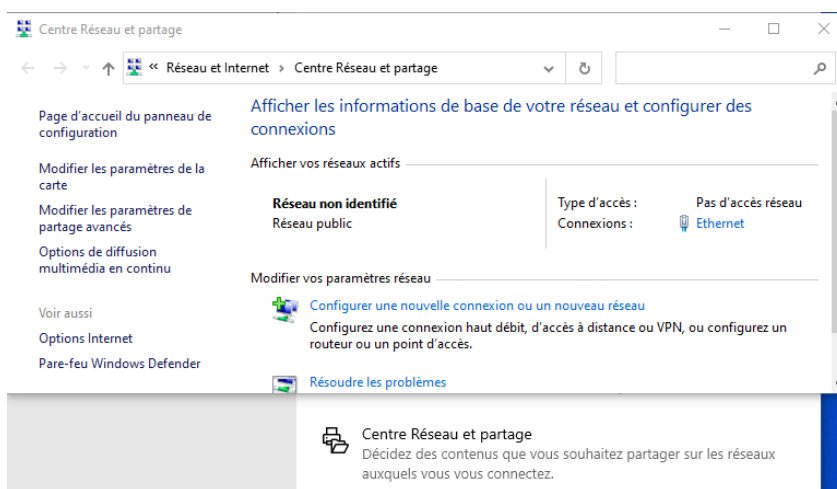 Centre Réseau et partage
« Réseau et Internet › Centre Réseau et partage
Page d'accueil du panneau de
configuration
Modifier les paramètres de la
carte
Modifier les paramètres de
partage avancés
Options de diffusion
multimédia en continu
Voir aussi
Options Internet
Pare-feu Windows Defender
Afficher les informations de base de votre réseau et configurer des
connexions
Afficher vos réseaux actifs
Réseau non identifié
Réseau public
Type d'accès : Pas d'accès réseau
Connexions : Ethernet
Modifier vos paramètres réseau
Configurer une nouvelle connexion ou un nouveau réseau
Configurez une connexion haut débit, d'accès à distance ou VPN, ou configurez un
routeur ou un point d'accès.
Résoudre les problèmes
Centre Réseau et partage
Décidez des contenus que vous souhaitez partager sur les réseaux
auxquels vous vous connectez.